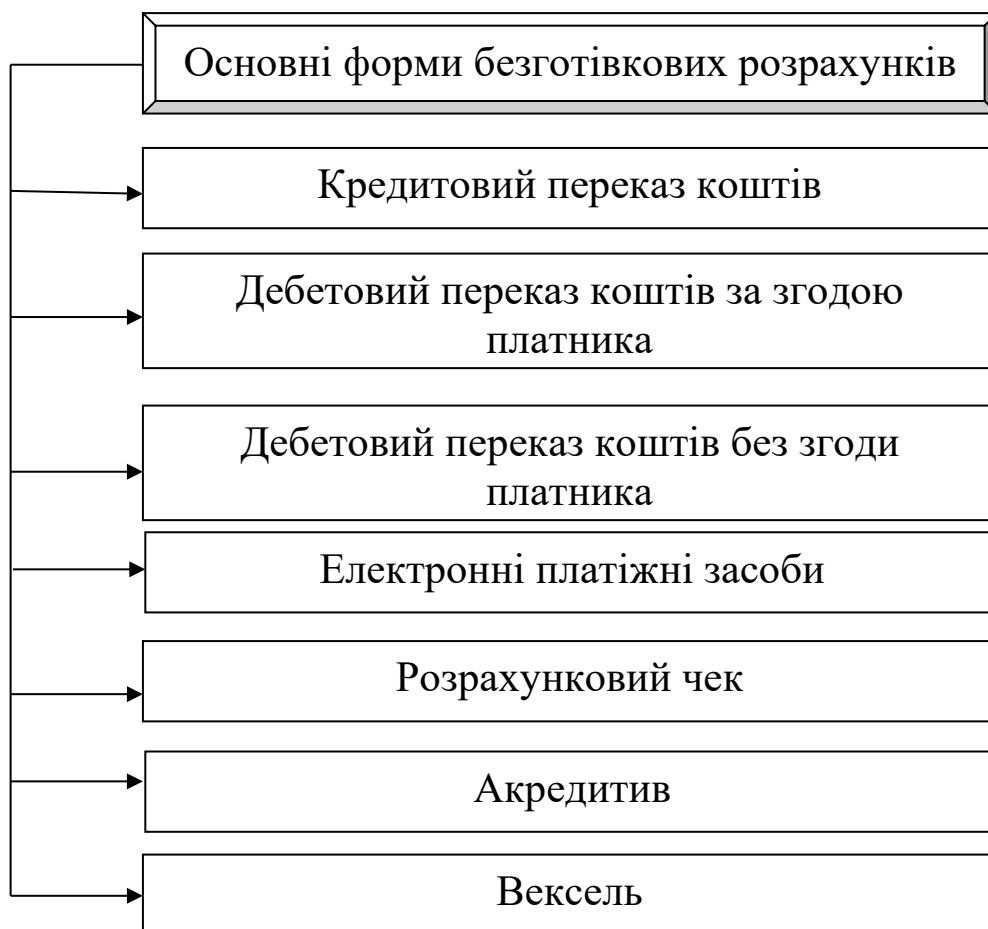 Основні форми безготівкових розрахунків
Кредитовий переказ коштів
Дебетовий переказ коштів за згодою
платника
Дебетовий переказ коштів без згоди
платника
Електронні платіжні засоби
Розрахунковий чек
Акредитив
Вексель